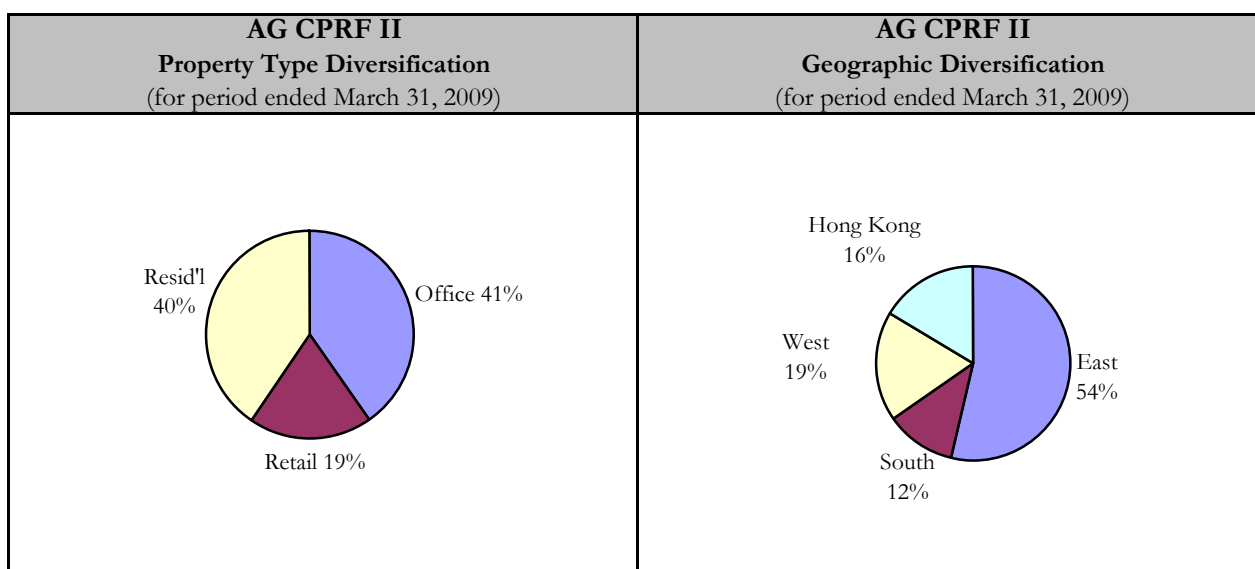 AG CPRF II
Property Type Diversification
(for period ended March 31, 2009)
Resid'l
40%
Office 41%
Retail 19%
AG CPRF II
Geographic Diversification
(for period ended March 31, 2009)
Hong Kong
16%
West
19%
East
54%
South
12%